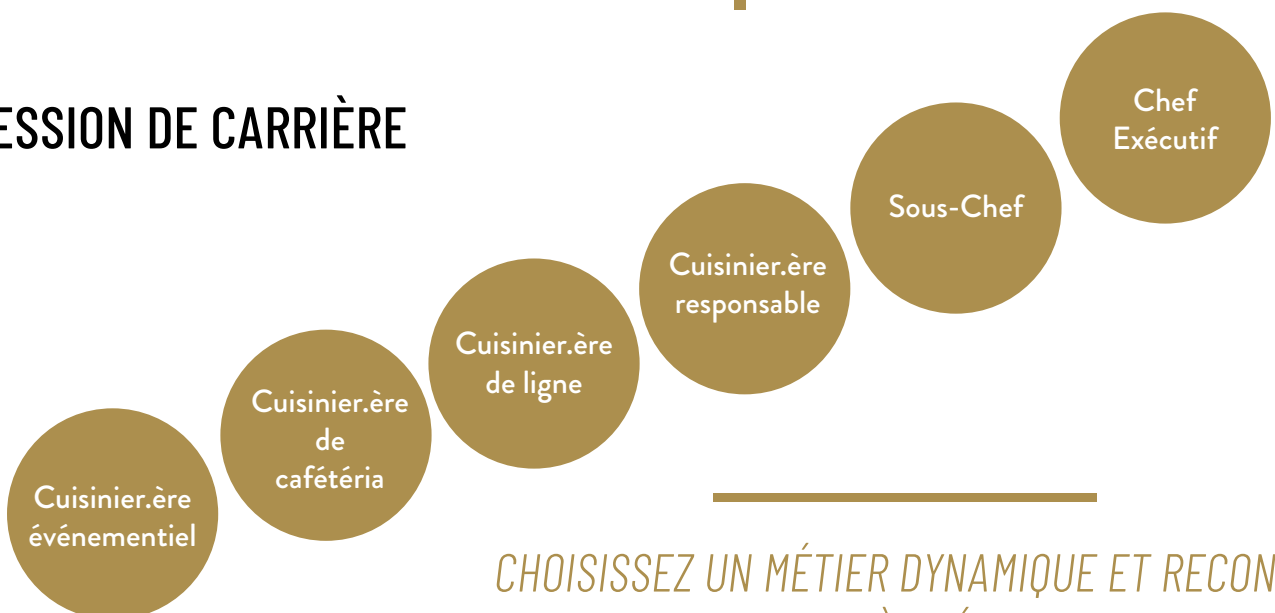 ESSION DE CARRIÈRE
Chef
Exécutif
Sous-Chef
Cuisinier.ère
responsable
Cuisinier.ère
de ligne
Cuisinier.ère
de
cafétéria
Cuisinier.ère
événementiel
CHOISISSEZ UN MÉTIER DYNAMIQUE ET RECON